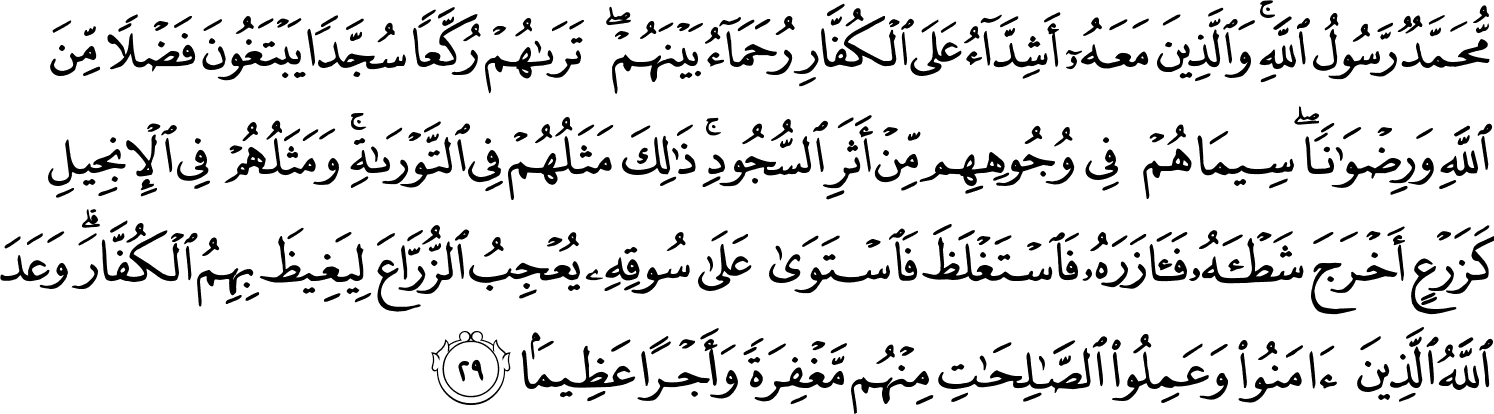 مُّحَمَّدٌ رَّسُولُ ٱللَّهِ ۚ وَٱلَّذِينَ مَعَهُۥٓ أَشِدَّآءُ عَلَى ٱلْكُفَّارِ رُحَمَآءُ بَيْنَهُمْ ۖ تَرَىٰهُمْ رُكَّعًا سُجَّدًا يَبْتَغُونَ فَضْلًا مِّنَ
ٱللَّهِ وَرِضْوَٰنًا ۖ سِيمَاهُمْ فِى وُجُوهِهِم مِّنْ أَثَرِ ٱلسُّجُودِ ۚ ذَٰلِكَ مَثَلُهُمْ فِى ٱلتَّوْرَىٰةِ ۚ وَمَثَلُهُمْ فِى ٱلْإِنجِيلِ
كَزَرْعٍ أَخْرَجَ شَطْـَٔهُۥ فَـَٔازَرَهُۥ فَٱسْتَغْلَظَ فَٱسْتَوَىٰ عَلَىٰ سُوقِهِۦ يُعْجِبُ ٱلزُّرَّاعَ لِيَغِيظَ بِهِمُ ٱلْكُفَّارَ ۗ وَعَدَ
ٱللَّهُ ٱلَّذِينَ ءَامَنُوا۟ وَعَمِلُوا۟ ٱلصَّٰلِحَٰتِ مِنْهُم مَّغْفِرَةً وَأَجْرًا عَظِيمًۢا ٢٩